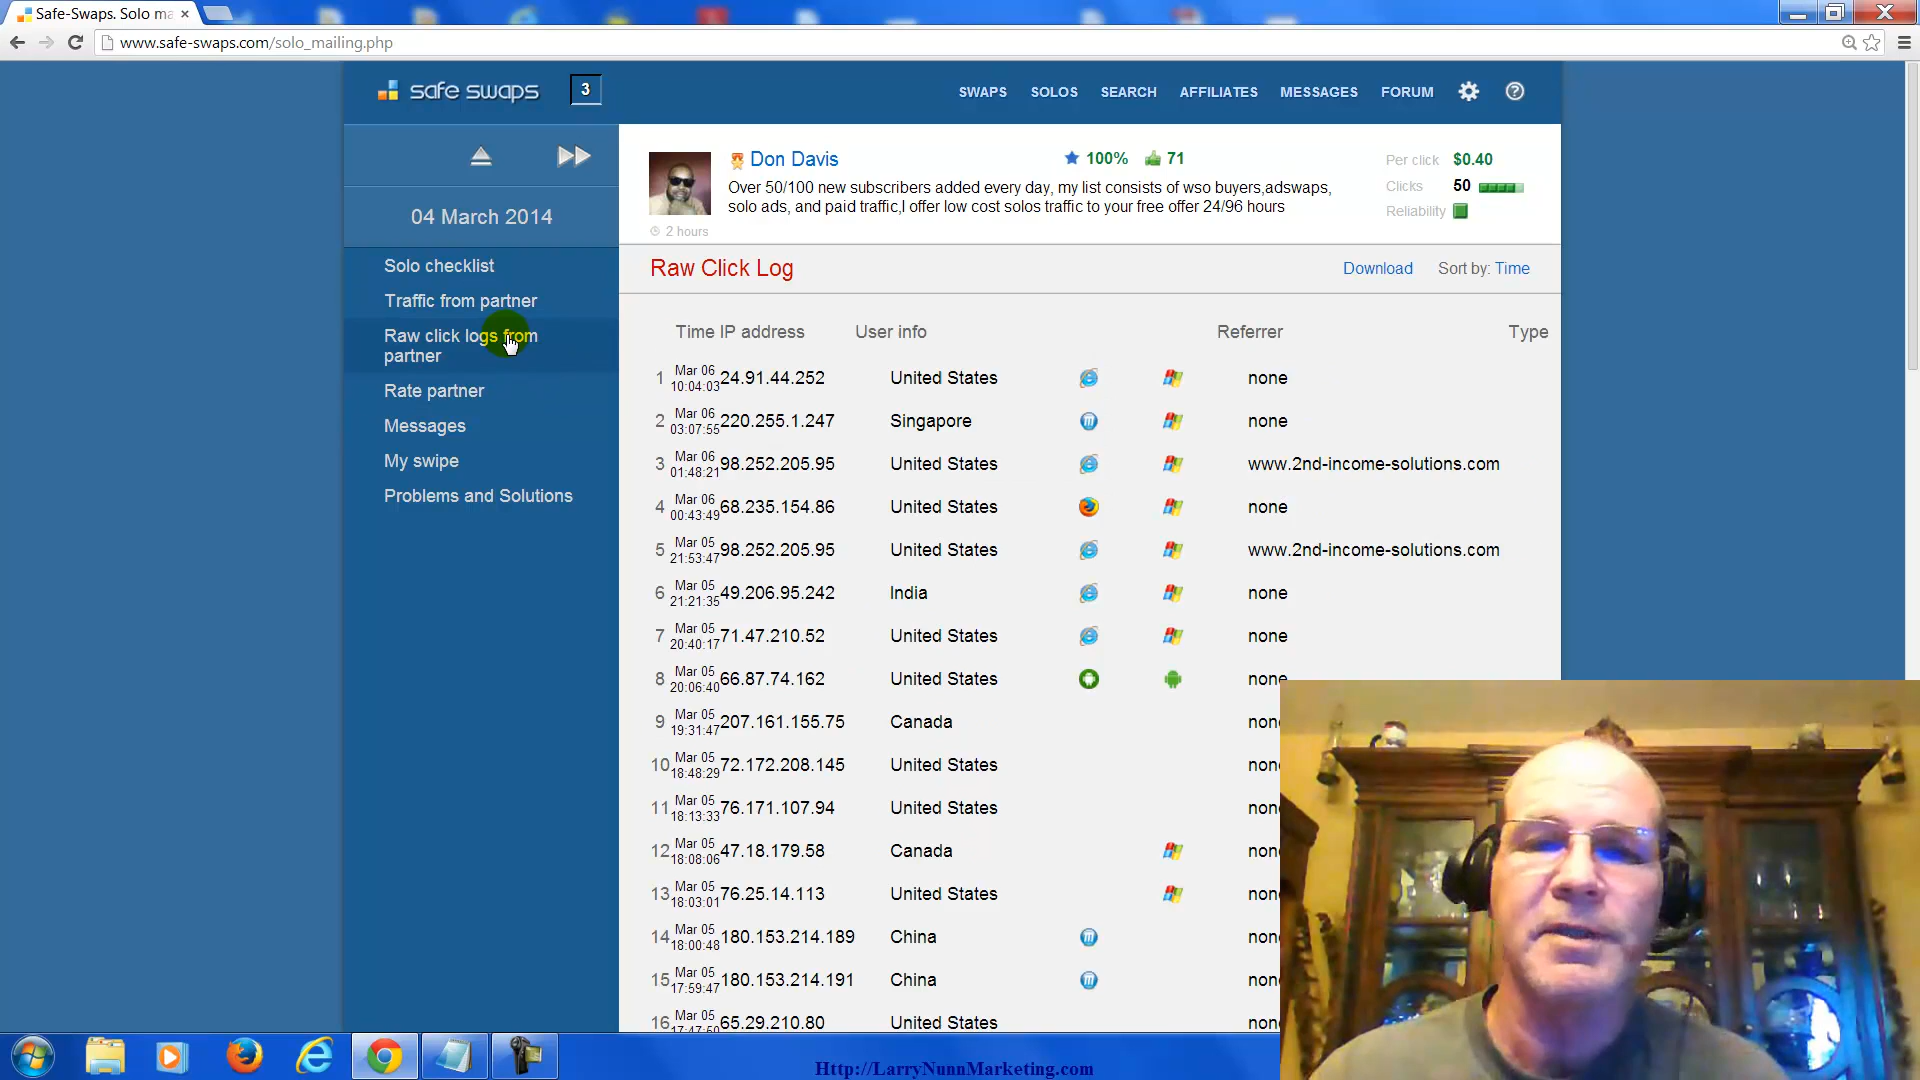 Safe-Swaps. Solo ma
www.safe-swaps.com/solo_mailing.php
safe swaps
3
SWAPS SOLOS SEARCH AFFILIATES MESSAGES FORUM
04 March 2014
Solo checklist
Traffic from partner
Raw click logs from
partner
Rate partner
Messages
My swipe
Problems and Solutions
Don Davis 100% 71
Over 50/100 new subscribers added every day, my list consists of wso buyers,adswaps,
solo ads, and paid traffic,I offer low cost solos traffic to your free offer 24/96 hours
2 hours
Per click $0.40
Clicks 50
Reliability
Raw Click Log Download Sort by: Time
Time IP address User info Referrer Type
1 Mar 06 10:04:03 24.91.44.252 United States none
2 Mar 06 03:07:55 220.255.1.247 Singapore none
3 Mar 06 01:48:21 98.252.205.95 United States www.2nd-income-solutions.com
4 Mar 06 00:43:49 68.235.154.86 United States none
5 Mar 05 21:53:47 98.252.205.95 United States www.2nd-income-solutions.com
6 Mar 05 21:21:35 49.206.95.242 India none
7 Mar 05 20:40:17 71.47.210.52 United States none
8 Mar 05 20:06:40 66.87.74.162 United States none
9 Mar 05 19:31:47 207.161.155.75 Canada non
10 Mar 05 18:48:29 72.172.208.145 United States non
11 Mar 05 18:13:33 76.171.107.94 United States non
12 Mar 05 18:08:06 47.18.179.58 Canada non
13 Mar 05 18:03:01 76.25.14.113 United States non
14 Mar 05 18:00:48 180.153.214.189 China non
15 Mar 05 17:59:47 180.153.214.191 China non
16 Mar 05 65.29.210.80 United States non
Http://LarryNunnMarketing.com